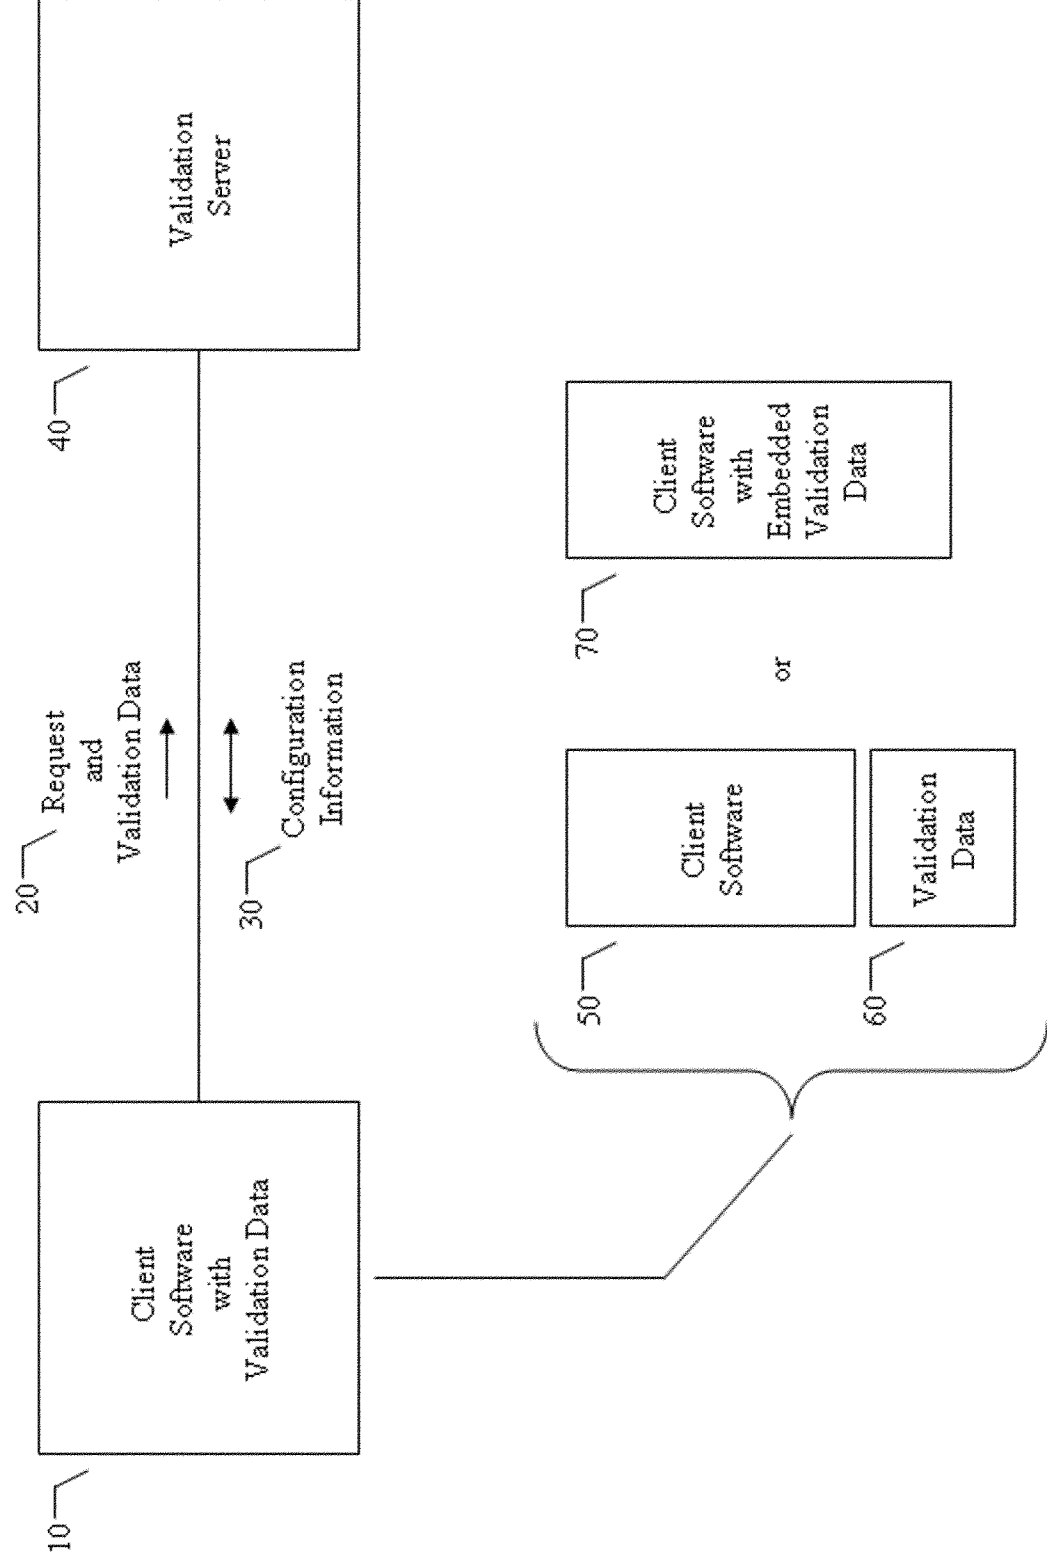 10
Client
Software
with
Validation Data
20
Request
and
Validation Data
30
Configuration
Information
40
Validation
Server
50
Client
Software
60
Validation
Data
or
70
Client
Software
with
Embedded
Validation
Data